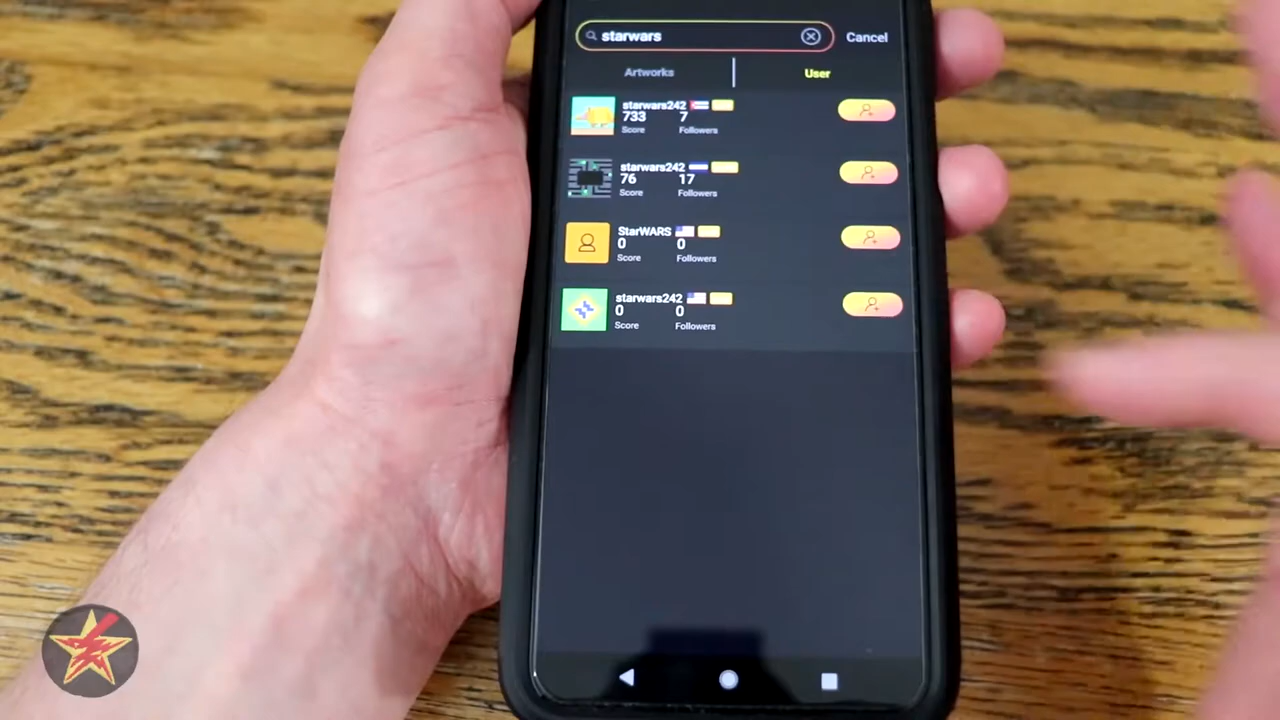 starwars
Cancel
Artworks
User
starwars242
733 7
Score Followers
starwars242
76 17
Score Followers
StarWARS
0 0
Score Followers
starwars242
0 0
Score Followers